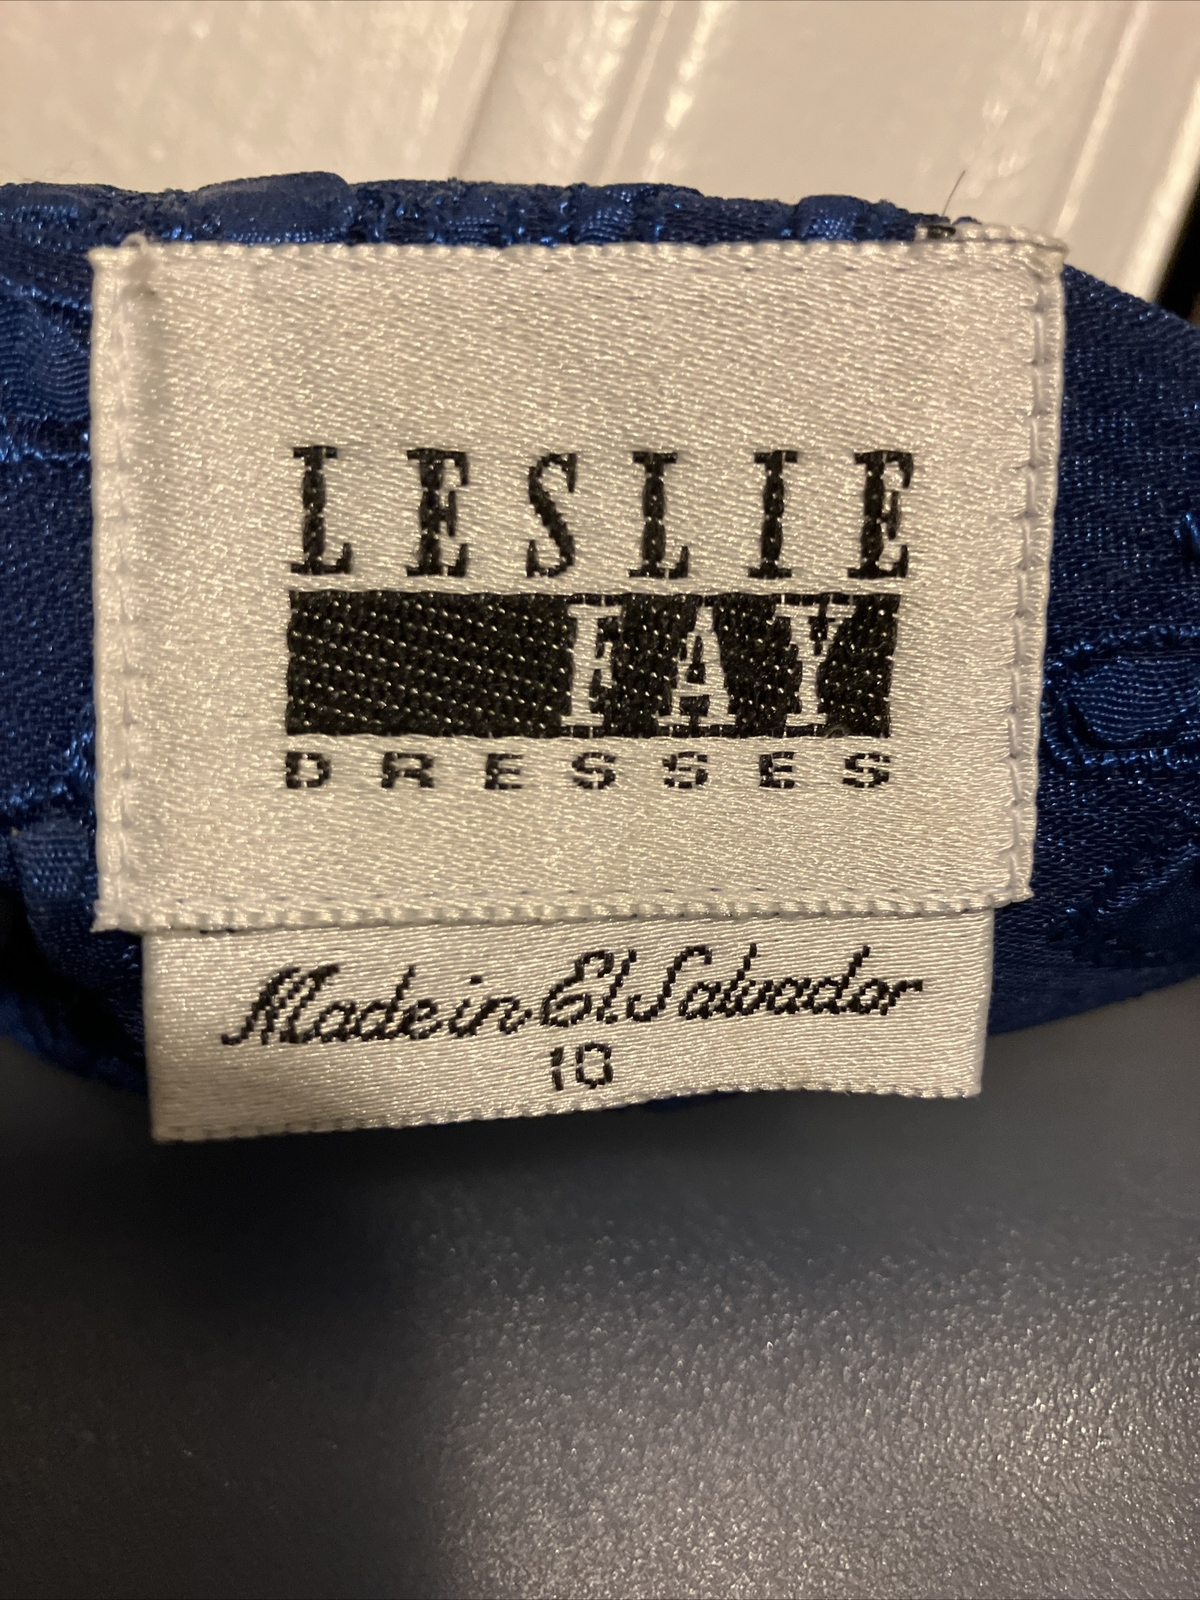 LESLIE
FAY
DRESSES
Made in El Salvador
10